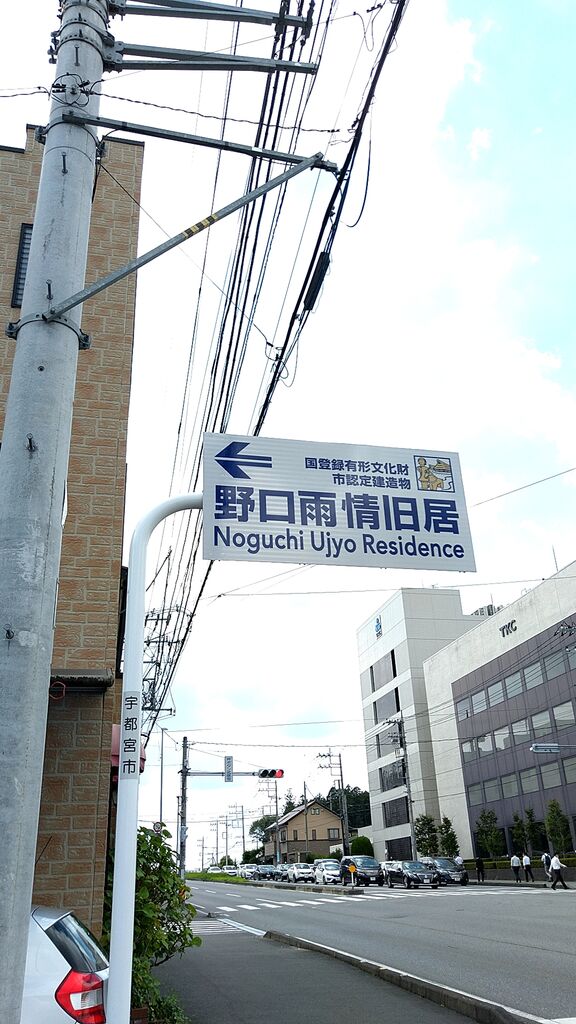 国登録有形文化財
市認定建造物
野口雨情旧居
Noguchi Ujyo Residence
TKC
宇都宮市